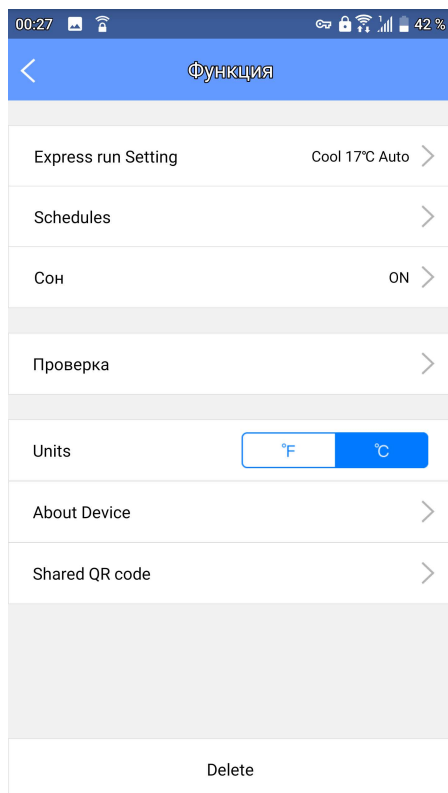 00:27 42 %
Функция
Express run Setting Cool 17℃ Auto
Schedules
Сон ON
Проверка
Units °F ℃
About Device
Shared QR code
Delete